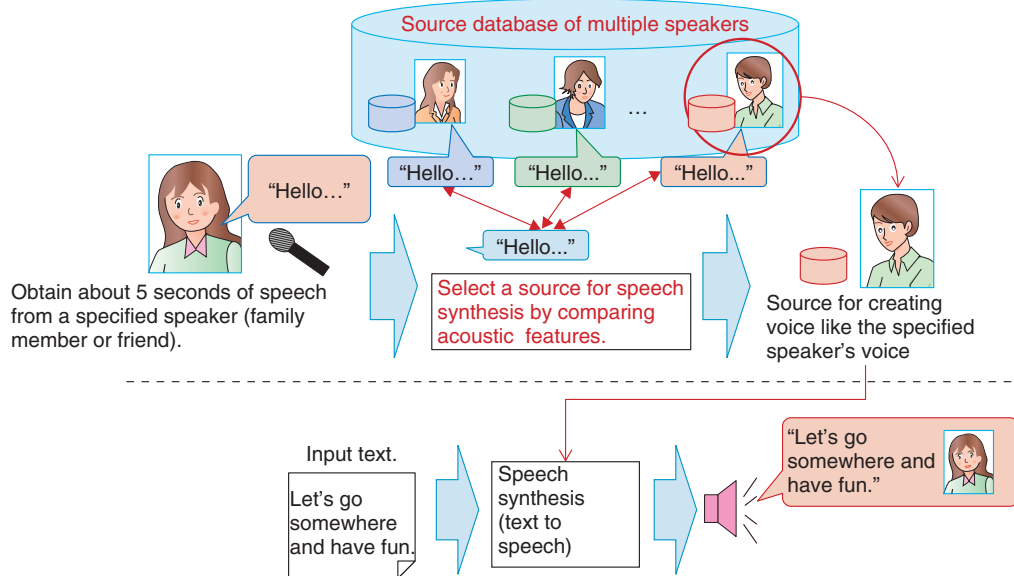 Source database of multiple speakers
…
“Hello…”
“Hello...”
“Hello...”
“Hello…”
“Hello...”
Obtain about 5 seconds of speech
from a specified speaker (family
member or friend).
Select a source for speech
synthesis by comparing
acoustic features.
Source for creating
voice like the specified
speaker’s voice
Input text.
Let’s go
somewhere
and have fun.
Speech
synthesis
(text to
speech)
“Let’s go
somewhere and
have fun.”